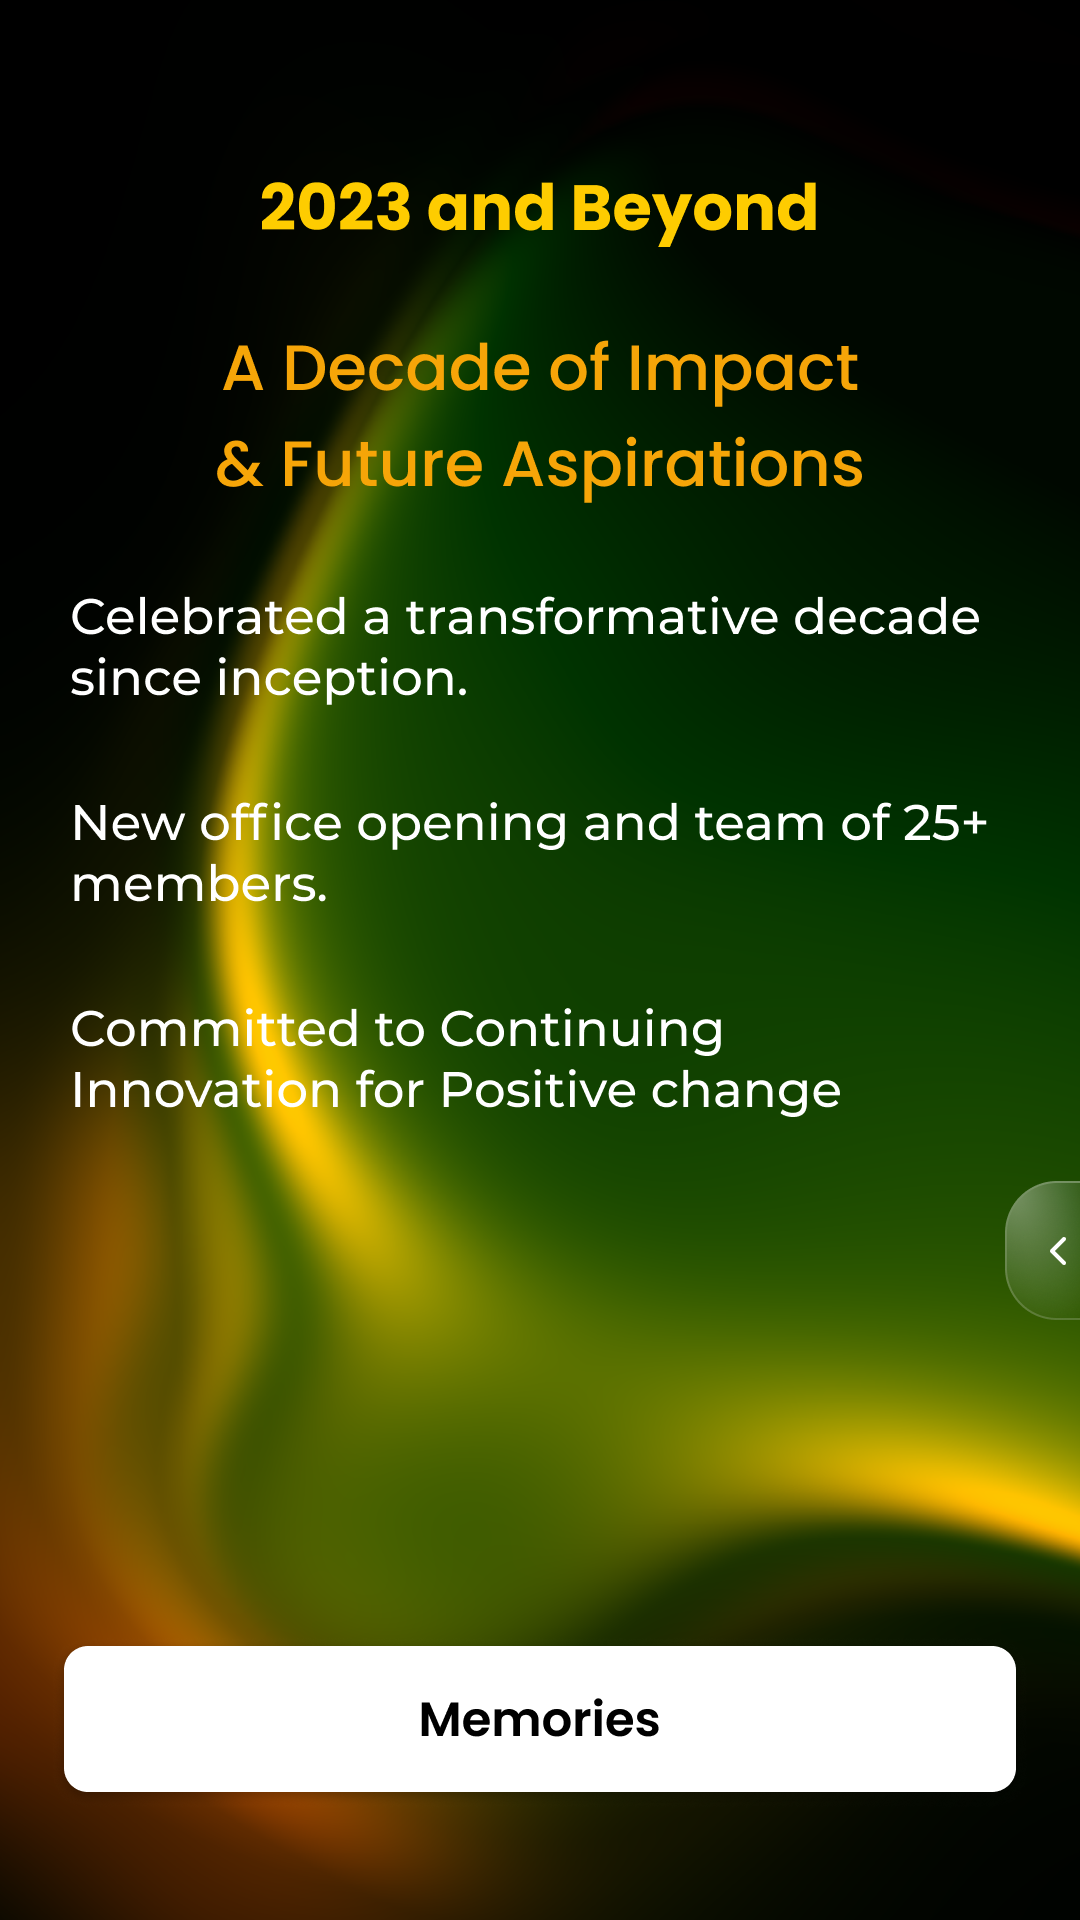 2023 and Beyond
A Decade of Impact
& Future Aspirations
Celebrated a transformative decade
since inception.
New office opening and team of 25+
members.
Committed to Continuing
Innovation for Positive change
Memories